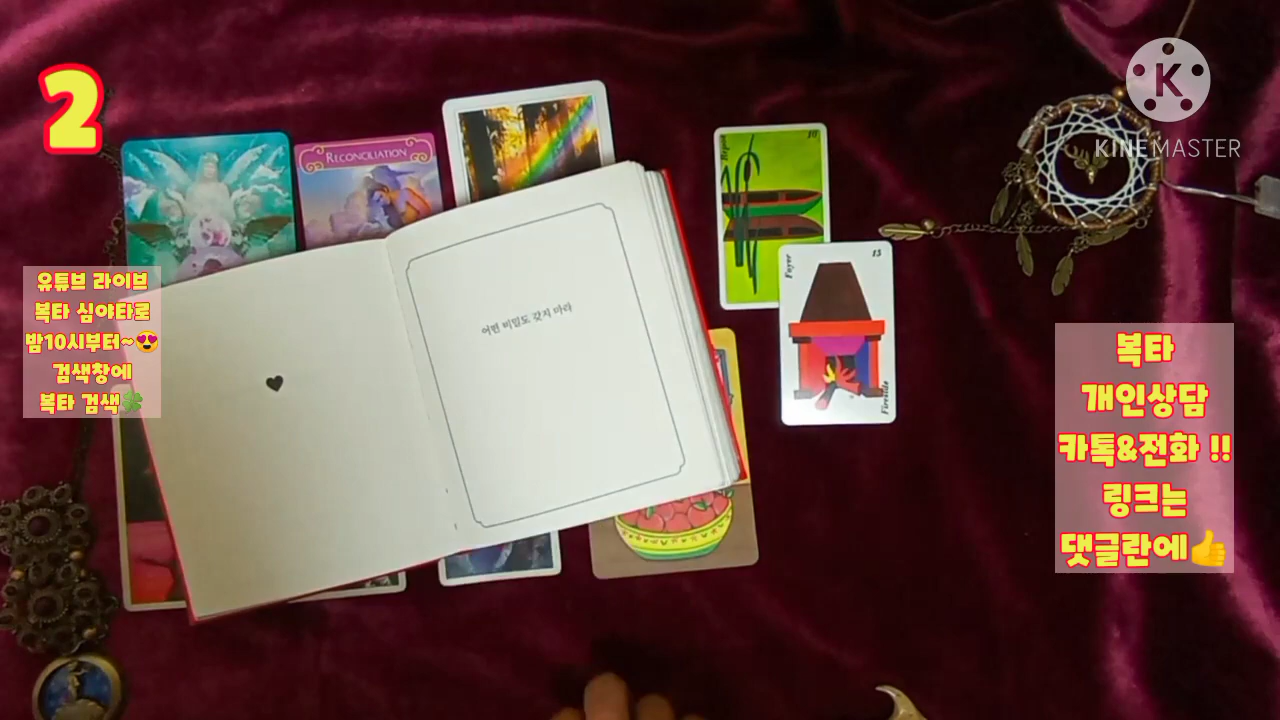 2
RECONCILIATION
10
Repos
KINEMASTER
유튜브 라이브
복타 심야타로
밤10시부터~😍
검색창에
복타 검색🍀
어떤 비밀도 갖지 마라
Foyer
15
Fireside
복타
개인상담
카톡&전화 !!
링크는
댓글란에👍